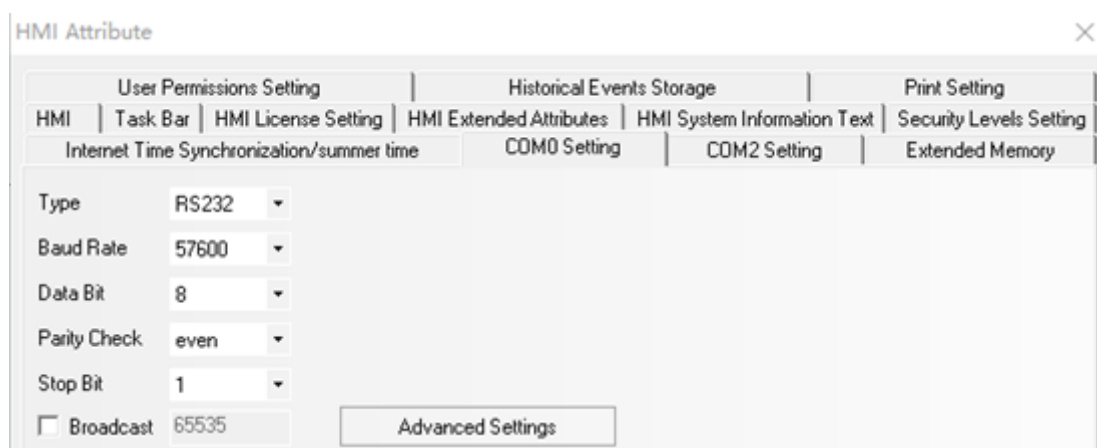 HMI Attribute
User Permissions Setting Historical Events Storage Print Setting
HMI Task Bar HMI License Setting HMI Extended Attributes HMI System Information Text Security Levels Setting
Internet Time Synchronization/summer time COM0 Setting COM2 Setting Extended Memory
Type RS232
Baud Rate 57600
Data Bit 8
Parity Check even
Stop Bit 1
Broadcast 65535 Advanced Settings